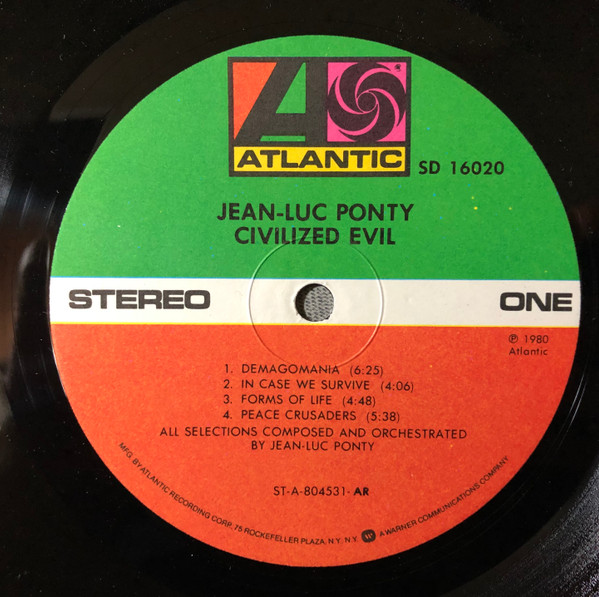 ATLANTIC
SD 16020
JEAN-LUC PONTY
CIVILIZED EVIL
STEREO
ONE
℗ 1980
Atlantic
1. DEMAGOMANIA (6:25)
2. IN CASE WE SURVIVE (4:06)
3. FORMS OF LIFE (4:48)
4. PEACE CRUSADERS (5:38)
ALL SELECTIONS COMPOSED AND ORCHESTRATED
BY JEAN-LUC PONTY
ST-A-804531-AR
MFG. BY ATLANTIC RECORDING CORP. 75 ROCKEFELLER PLAZA, N.Y. N.Y. W A WARNER COMMUNICATIONS COMPANY